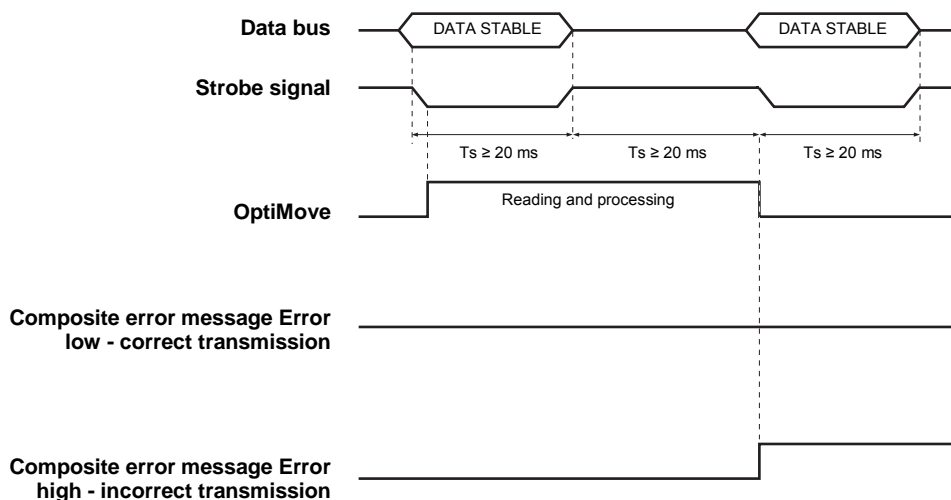 Data bus
DATA STABLE
DATA STABLE
Strobe signal
Ts ≥ 20 ms
Ts ≥ 20 ms
Ts ≥ 20 ms
OptiMove
Reading and processing
Composite error message Error
low - correct transmission
Composite error message Error
high - incorrect transmission